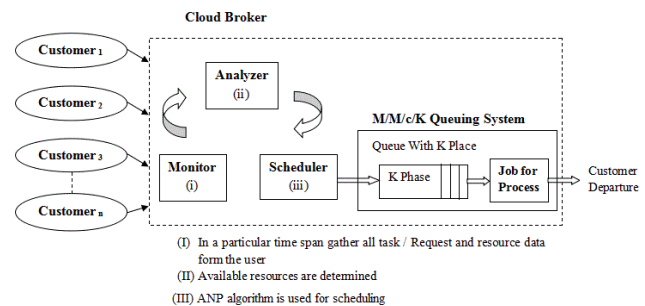 Cloud Broker
Customer 1
Customer 2
Customer 3
Customer n
Analyzer
(ii)
Monitor
(i)
Scheduler
(iii)
M/M/c/K Queuing System
Queue With K Place
K Phase
Job for
Process
Customer
Departure
(I) In a particular time span gather all task / Request and resource data
form the user
(II) Available resources are determined
(III) ANP algorithm is used for scheduling